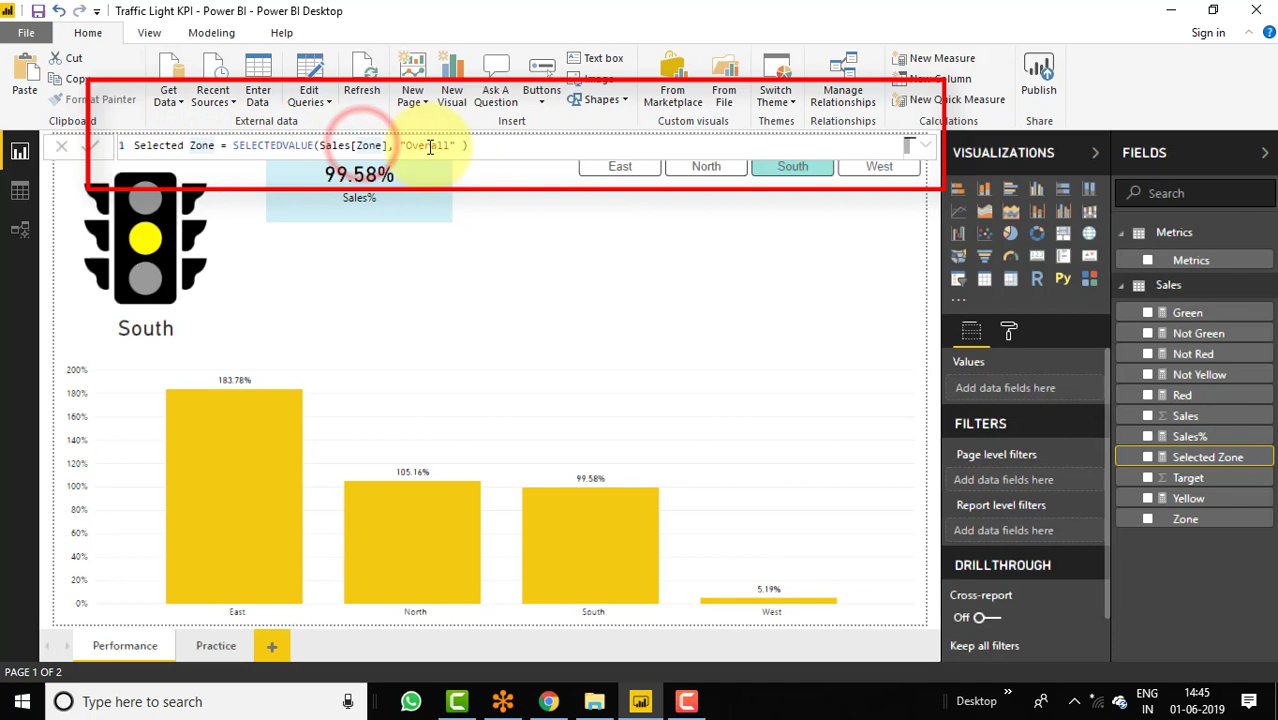 Traffic Light KPI - Power BI - Power BI Desktop
File
Home
View
Modeling
Help
Sign in
Paste
Cut
Copy
Format Painter
Clipboard
Get Data
Recent Sources
Enter Data
Edit Queries
Refresh
External data
New Page
New Visual
Ask A Question
Buttons
Text box
Image
Shapes
Insert
From Marketplace
From File
Custom visuals
Switch Theme
Themes
Manage Relationships
Relationships
New Measure
New Column
New Quick Measure
Calculations
Publish
Share
1 Selected Zone = SELECTEDVALUE(Sales[Zone], "Overall" )
99.58%
Sales%
East
North
South
West
South
200%
180%
160%
140%
120%
100%
80%
60%
40%
20%
0%
183.78%
105.16%
99.58%
5.19%
East
North
South
West
VISUALIZATIONS
R
Py
Values
Add data fields here
FILTERS
Page level filters
Add data fields here
Report level filters
Add data fields here
DRILLTHROUGH
Cross-report
Off
Keep all filters
FIELDS
Search
Metrics
Metrics
Sales
Green
Not Green
Not Red
Not Yellow
Red
Sales
Sales%
Selected Zone
Target
Yellow
Zone
Performance
Practice
PAGE 1 OF 2
Type here to search
Desktop
ENG
IN
14:45
01-06-2019